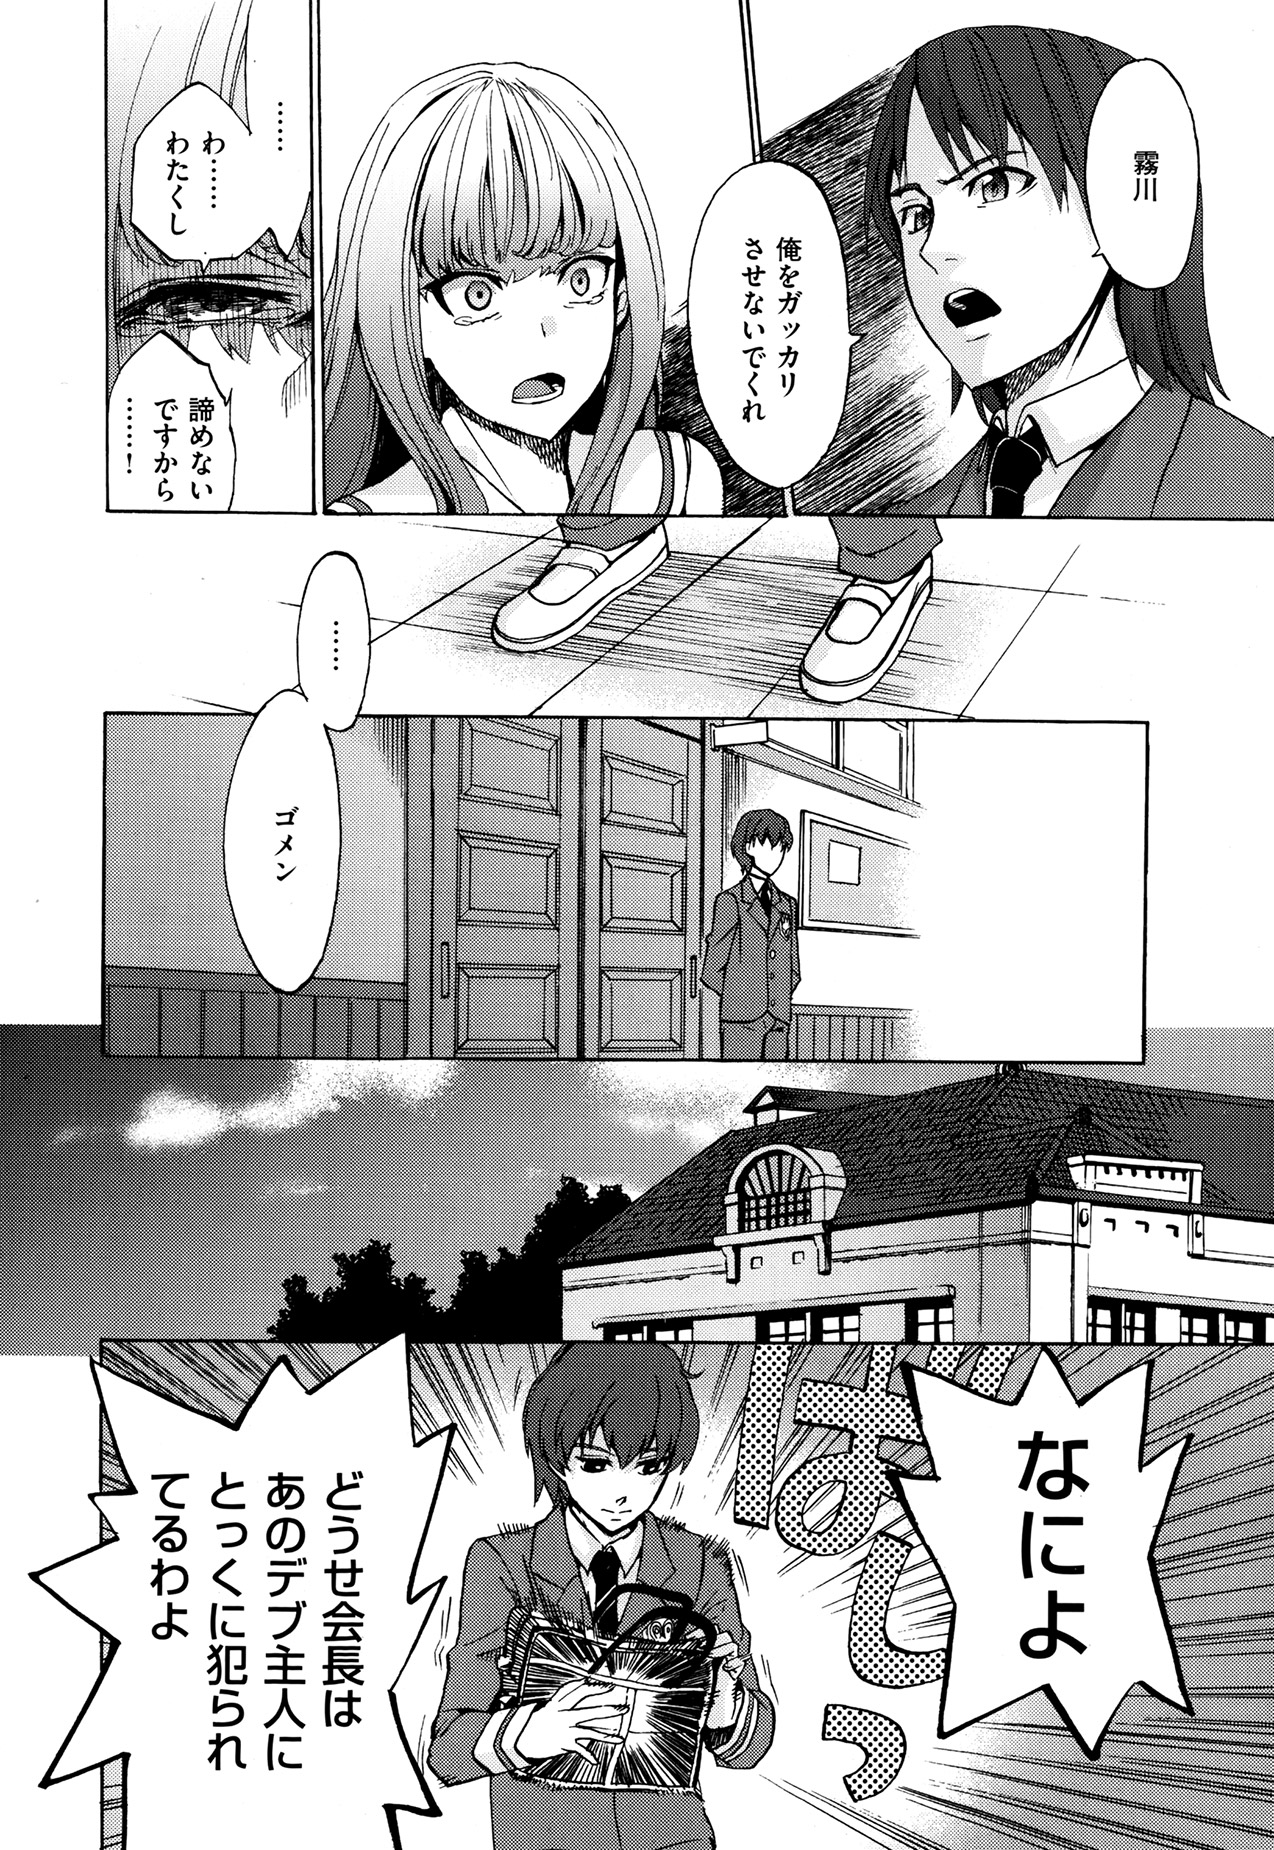 霧川
俺をガッカリ
させないでくれ
……
わ……
わたくし
諦めない
ですから
……！
……
ゴメン
なによ
ばしっ
どうせ会長は
あのデブ主人に
とっくに犯られ
てるわよ